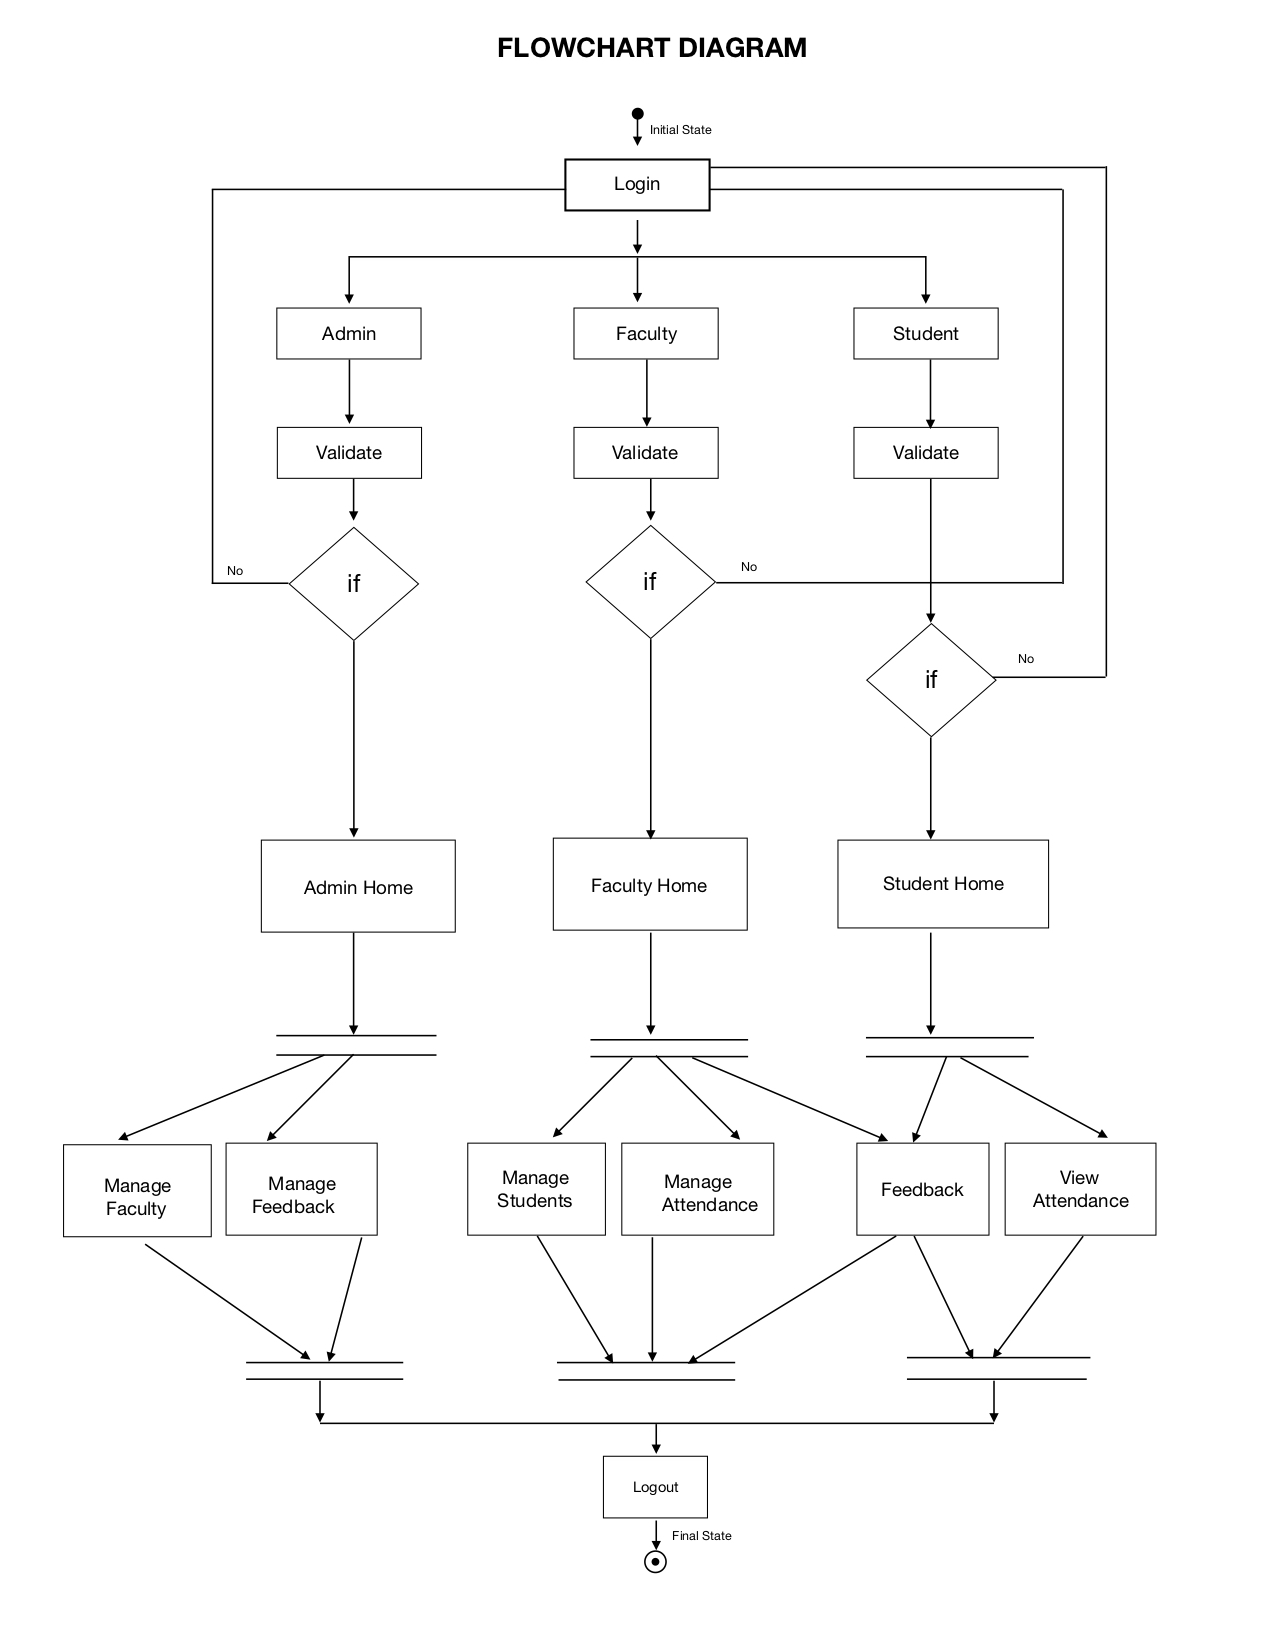 FLOWCHART DIAGRAM
Initial State
Login
Admin
Faculty
Student
Validate
Validate
Validate
No
if
if
No
if
No
Admin Home
Faculty Home
Student Home
Manage
Faculty
Manage
Feedback
Manage
Students
Manage
Attendance
Feedback
View
Attendance
Logout
Final State